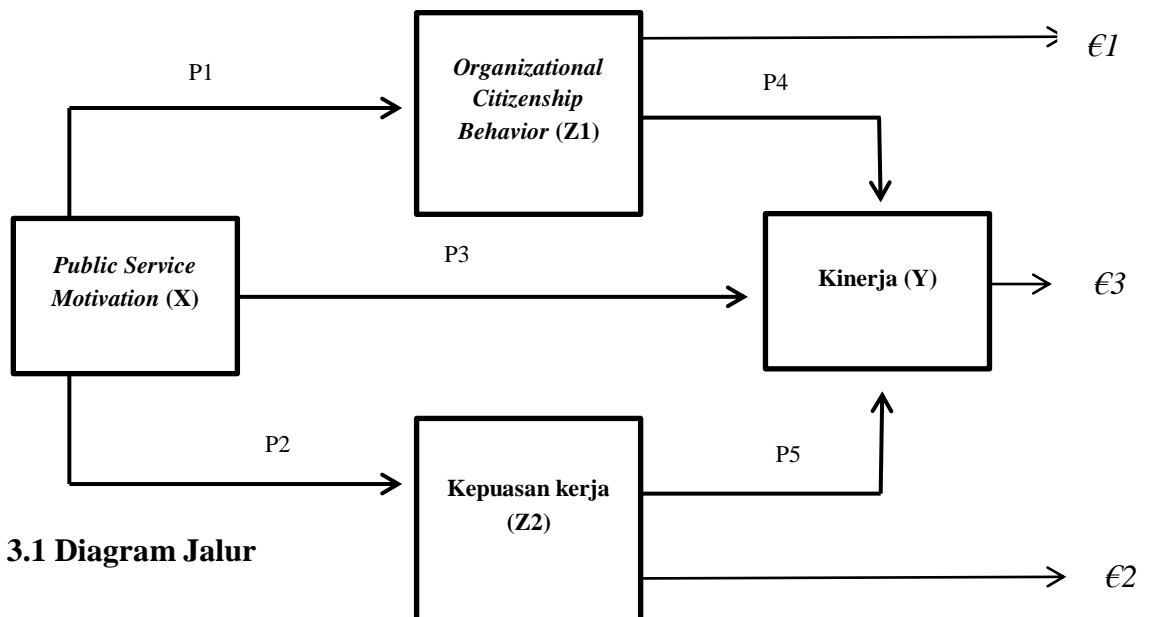 €1
P1
P4
Organizational
Citizenship
Behavior (Z1)
P3
Public Service
Motivation (X)
Kinerja (Y)
€3
P2
P5
Kepuasan kerja
(Z2)
3.1 Diagram Jalur
€2